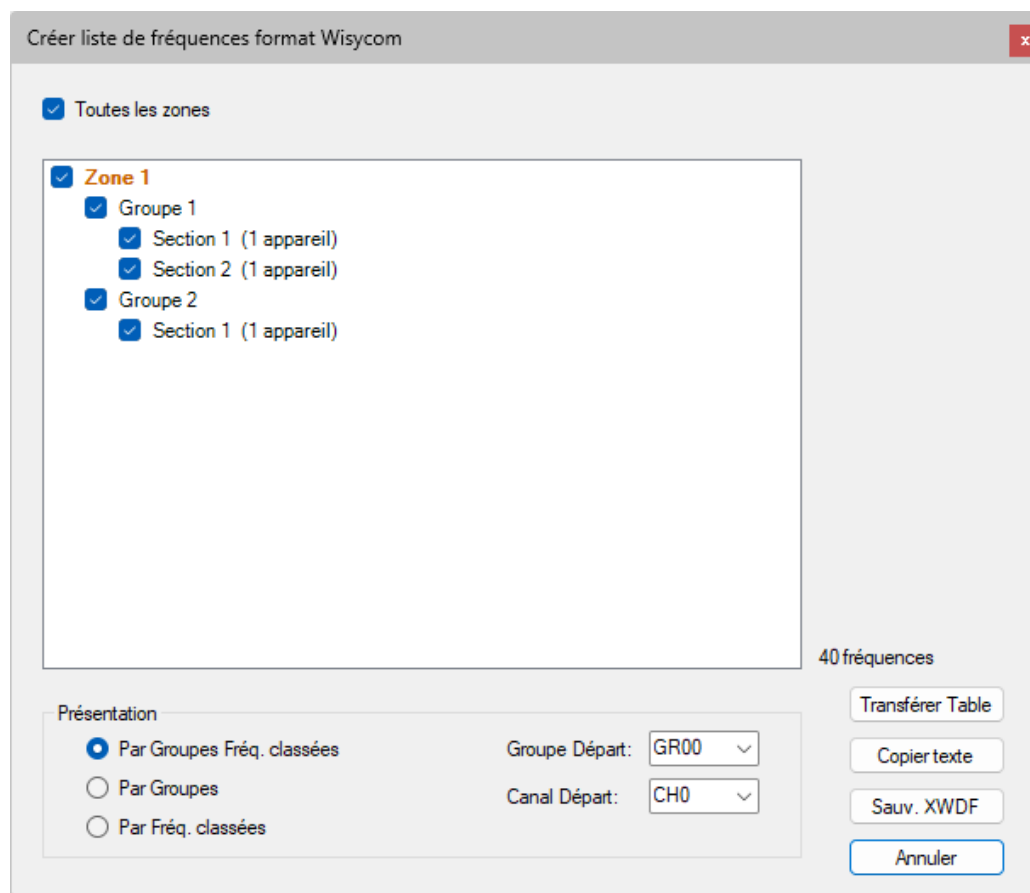 Créer liste de fréquences format Wisycom
x
Toutes les zones
Zone 1
Groupe 1
Section 1 (1 appareil)
Section 2 (1 appareil)
Groupe 2
Section 1 (1 appareil)
40 fréquences
Présentation
Par Groupes Fréq. classées
Par Groupes
Par Fréq. classées
Groupe Départ: GR00
Canal Départ: CH0
Transférer Table
Copier texte
Sauv. XWDF
Annuler